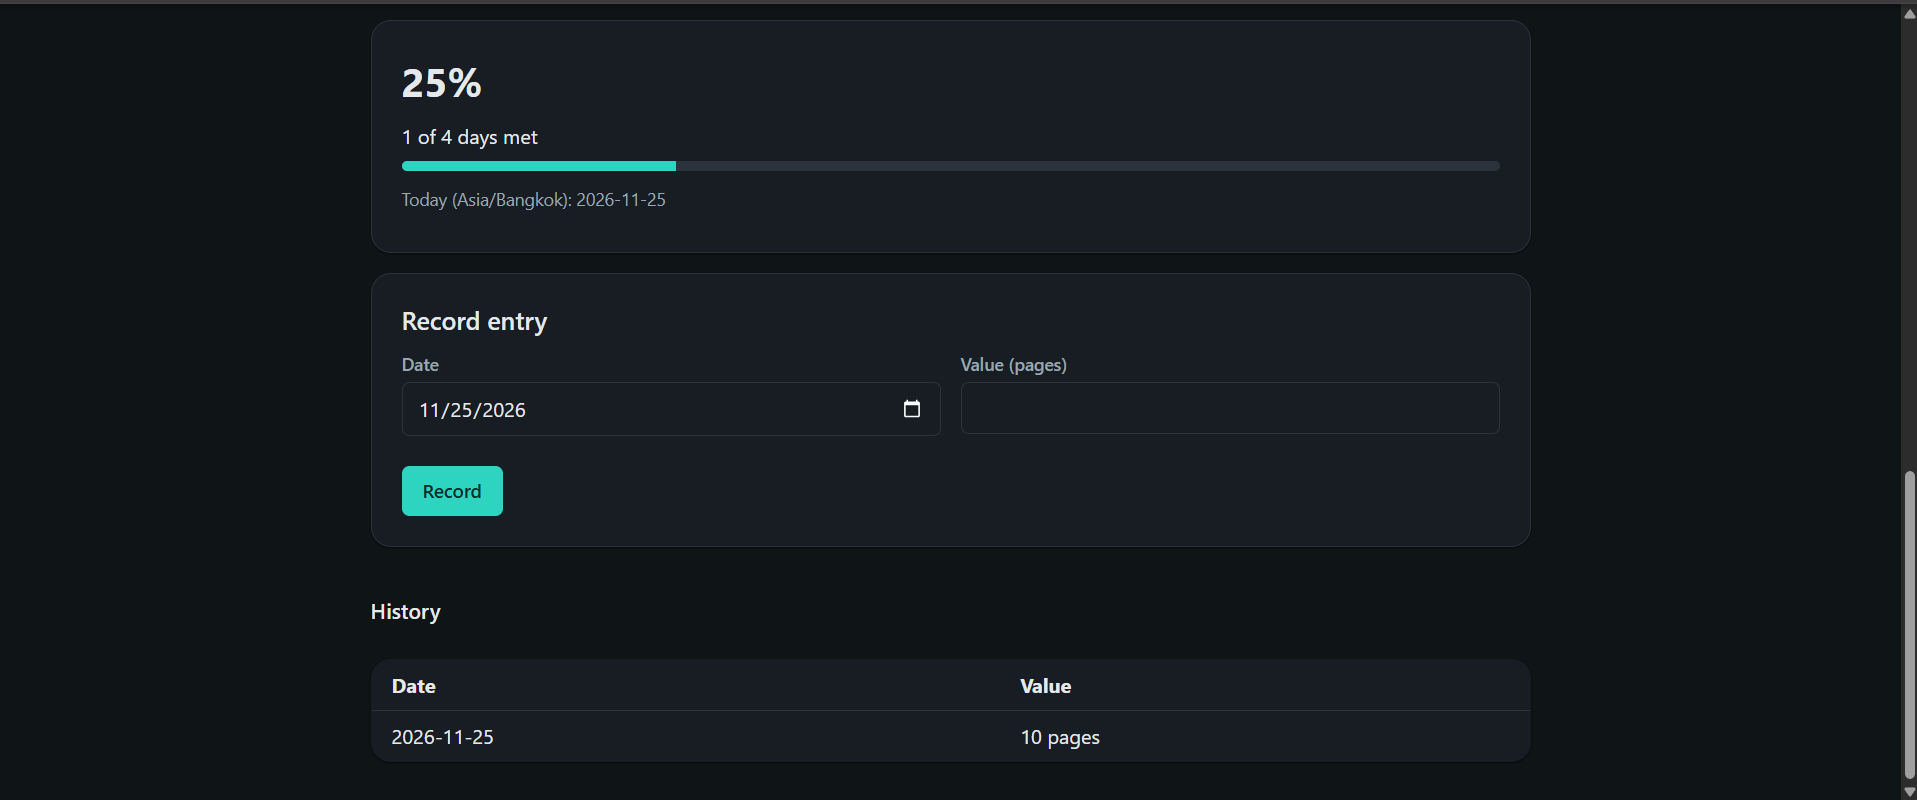 25%
1 of 4 days met
Today (Asia/Bangkok): 2026-11-25
Record entry
Date Value (pages)
11/25/2026
Record
History
Date Value
2026-11-25 10 pages